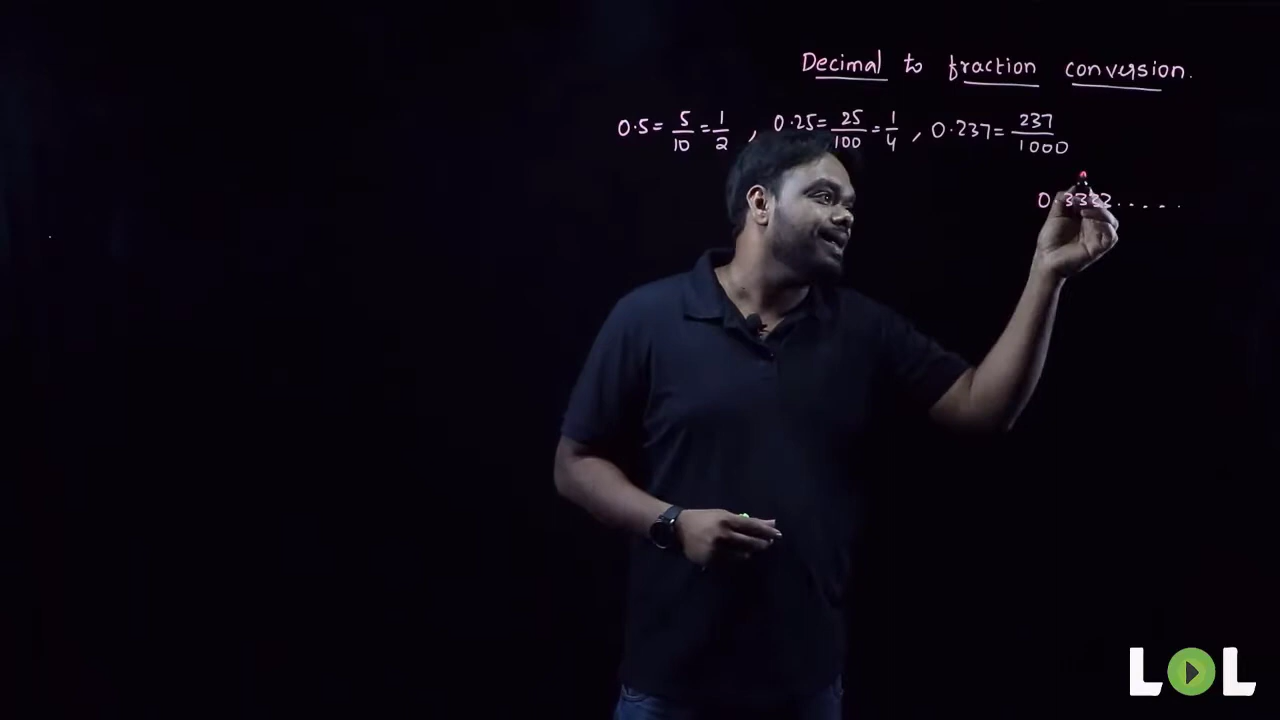 Decimal to fraction conversion.
0.5 = 5/10 = 1/2 , 0.25 = 25/100 = 1/4 , 0.237 = 237/1000
0.3333.....
LOL